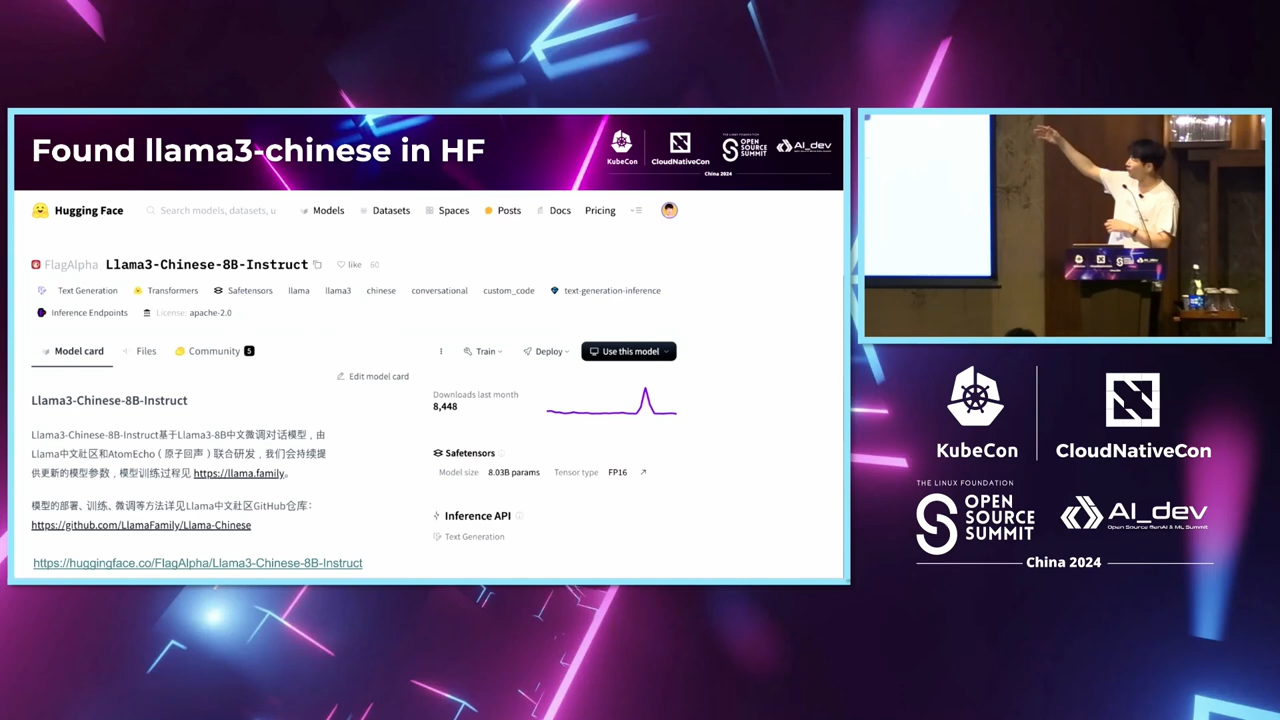 Found llama3-chinese in HF
KubeCon
CloudNativeCon
THE LINUX FOUNDATION
OPEN
SOURCE
SUMMIT
AI_dev
China 2024
Hugging Face
Search models, datasets, u
Models
Datasets
Spaces
Posts
Docs
Pricing
FlagAlpha Llama3-Chinese-8B-Instruct
like 60
Text Generation
Transformers
Safetensors
llama
llama3
chinese
conversational
custom_code
text-generation-inference
Inference Endpoints
License: apache-2.0
Model card
Files
Community 5
Train
Deploy
Use this model
Edit model card
Llama3-Chinese-8B-Instruct
Llama3-Chinese-8B-Instruct基于Llama3-8B中文微调对话模型，由
Llama中文社区和AtomEcho（原子回声）联合研发，我们会持续提
供更新的模型参数，模型训练过程见 https://llama.family。
模型的部署、训练、微调等方法详见Llama中文社区GitHub仓库：
https://github.com/LlamaFamily/Llama-Chinese
https://huggingface.co/FlagAlpha/Llama3-Chinese-8B-Instruct
Downloads last month
8,448
Safetensors
Model size 8.03B params Tensor type FP16
Inference API
Text Generation
KubeCon
CloudNativeCon
THE LINUX FOUNDATION
OPEN
SOURCE
SUMMIT
AI_dev
Open Source GenAI & ML Summit
China 2024